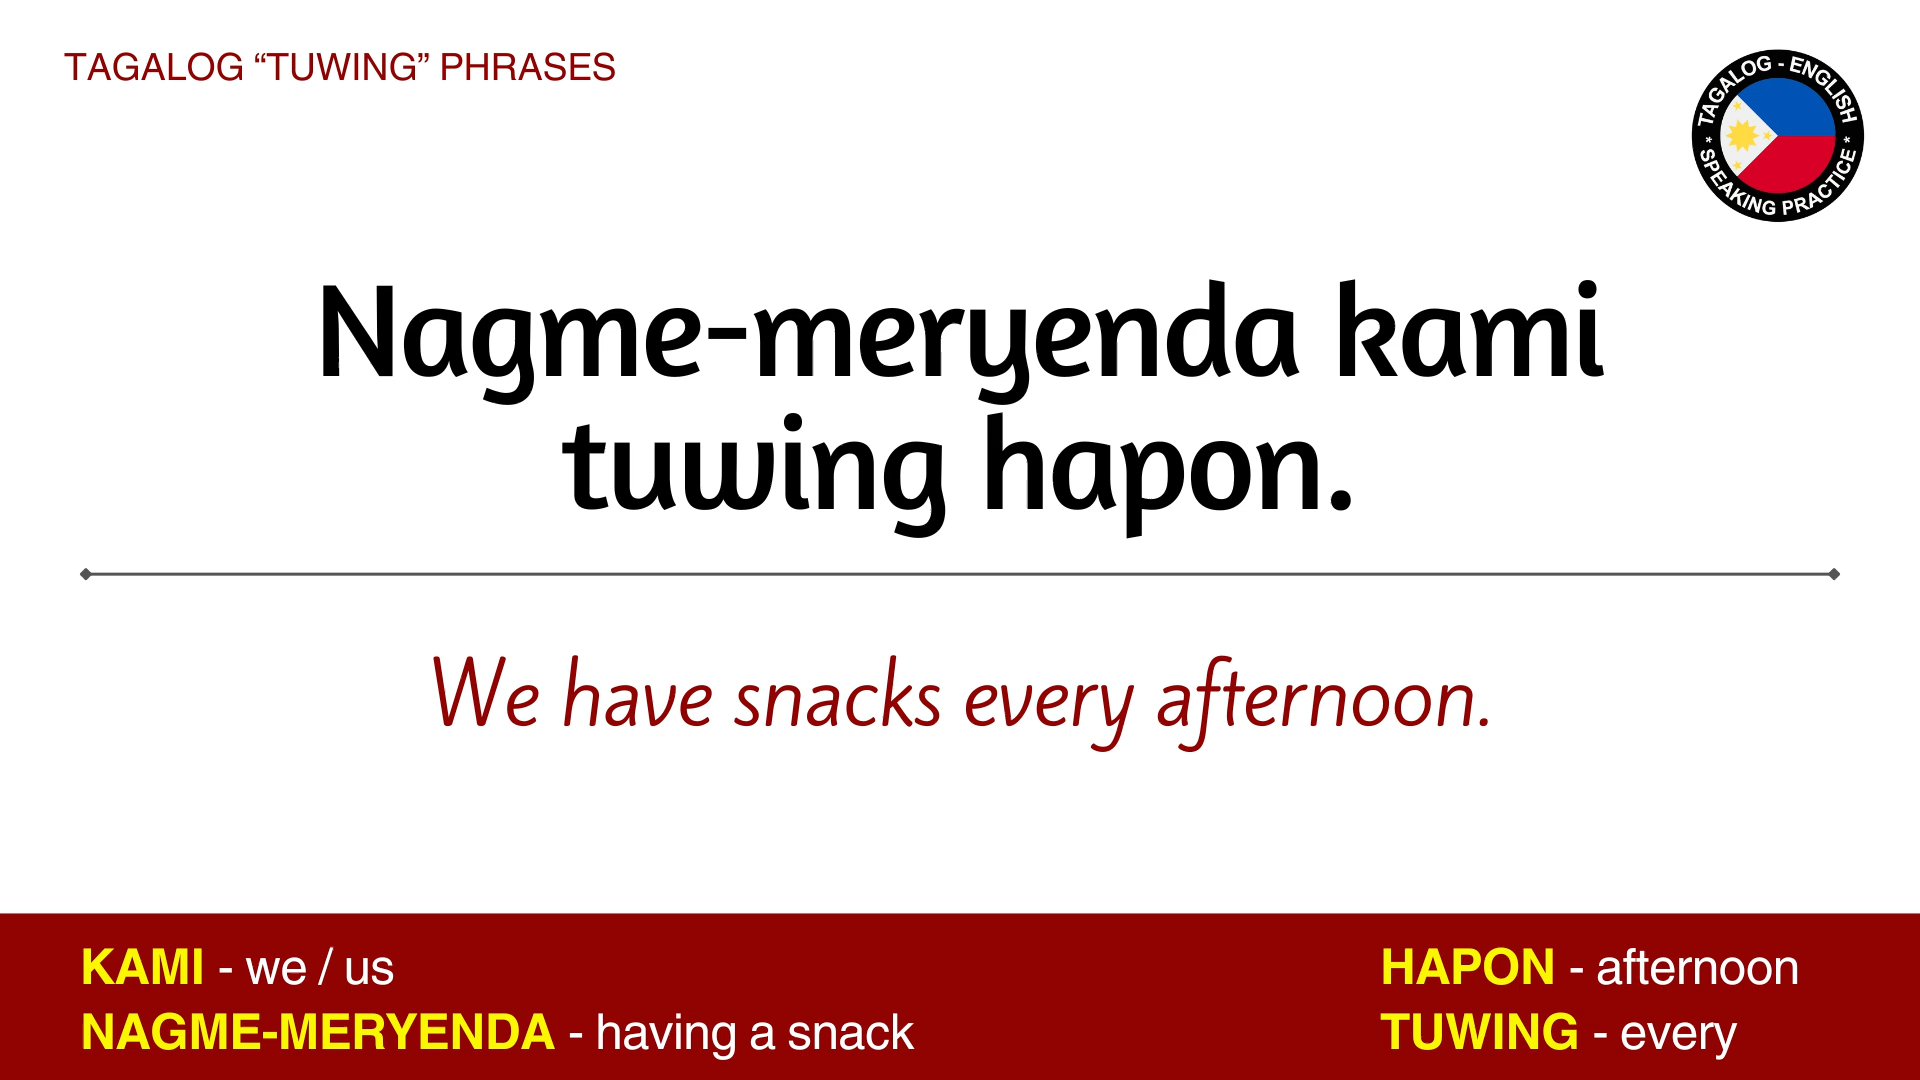 TAGALOG “TUWING” PHRASES
TAGALOG - ENGLISH
* SPEAKING PRACTICE *
Nagme-meryenda kami
tuwing hapon.
We have snacks every afternoon.
KAMI - we / us
NAGME-MERYENDA - having a snack
HAPON - afternoon
TUWING - every